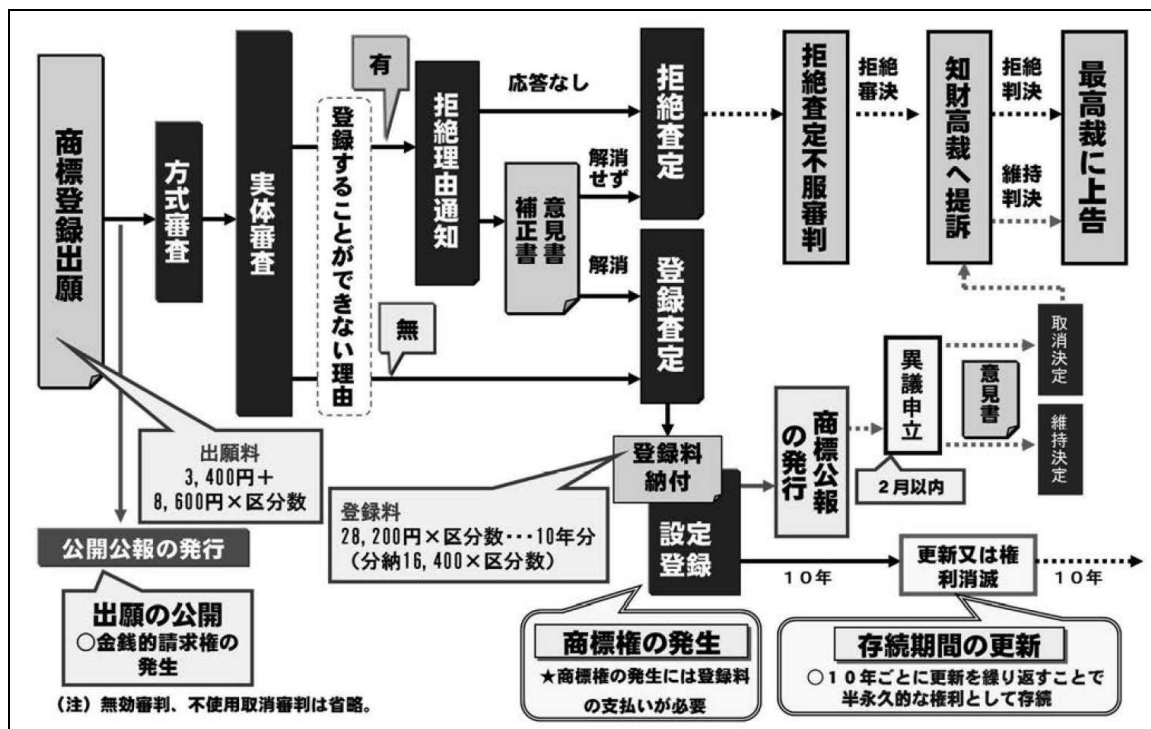 商標登録出願
方式審査
実体審査
登録することができない理由
有
無
拒絶理由通知
応答なし
意見書
補正書
解消
せず
解消
拒絶査定
登録査定
拒絶査定不服審判
拒絶
審決
知財高裁へ提訴
拒絶
判決
維持
判決
最高裁に上告
出願料
3,400円+
8,600円×区分数
公開公報の発行
出願の公開
○金銭的請求権の
発生
登録料
28,200円×区分数・・・10年分
(分納16,400×区分数)
登録料
納付
設定
登録
商標公報
の発行
異議申立
2月以内
意見書
取消決定
維持決定
10年
更新又は権
利消滅
10年
商標権の発生
★商標権の発生には登録料
の支払いが必要
存続期間の更新
○10年ごとに更新を繰り返すことで
半永久的な権利として存続
(注)無効審判、不使用取消審判は省略。